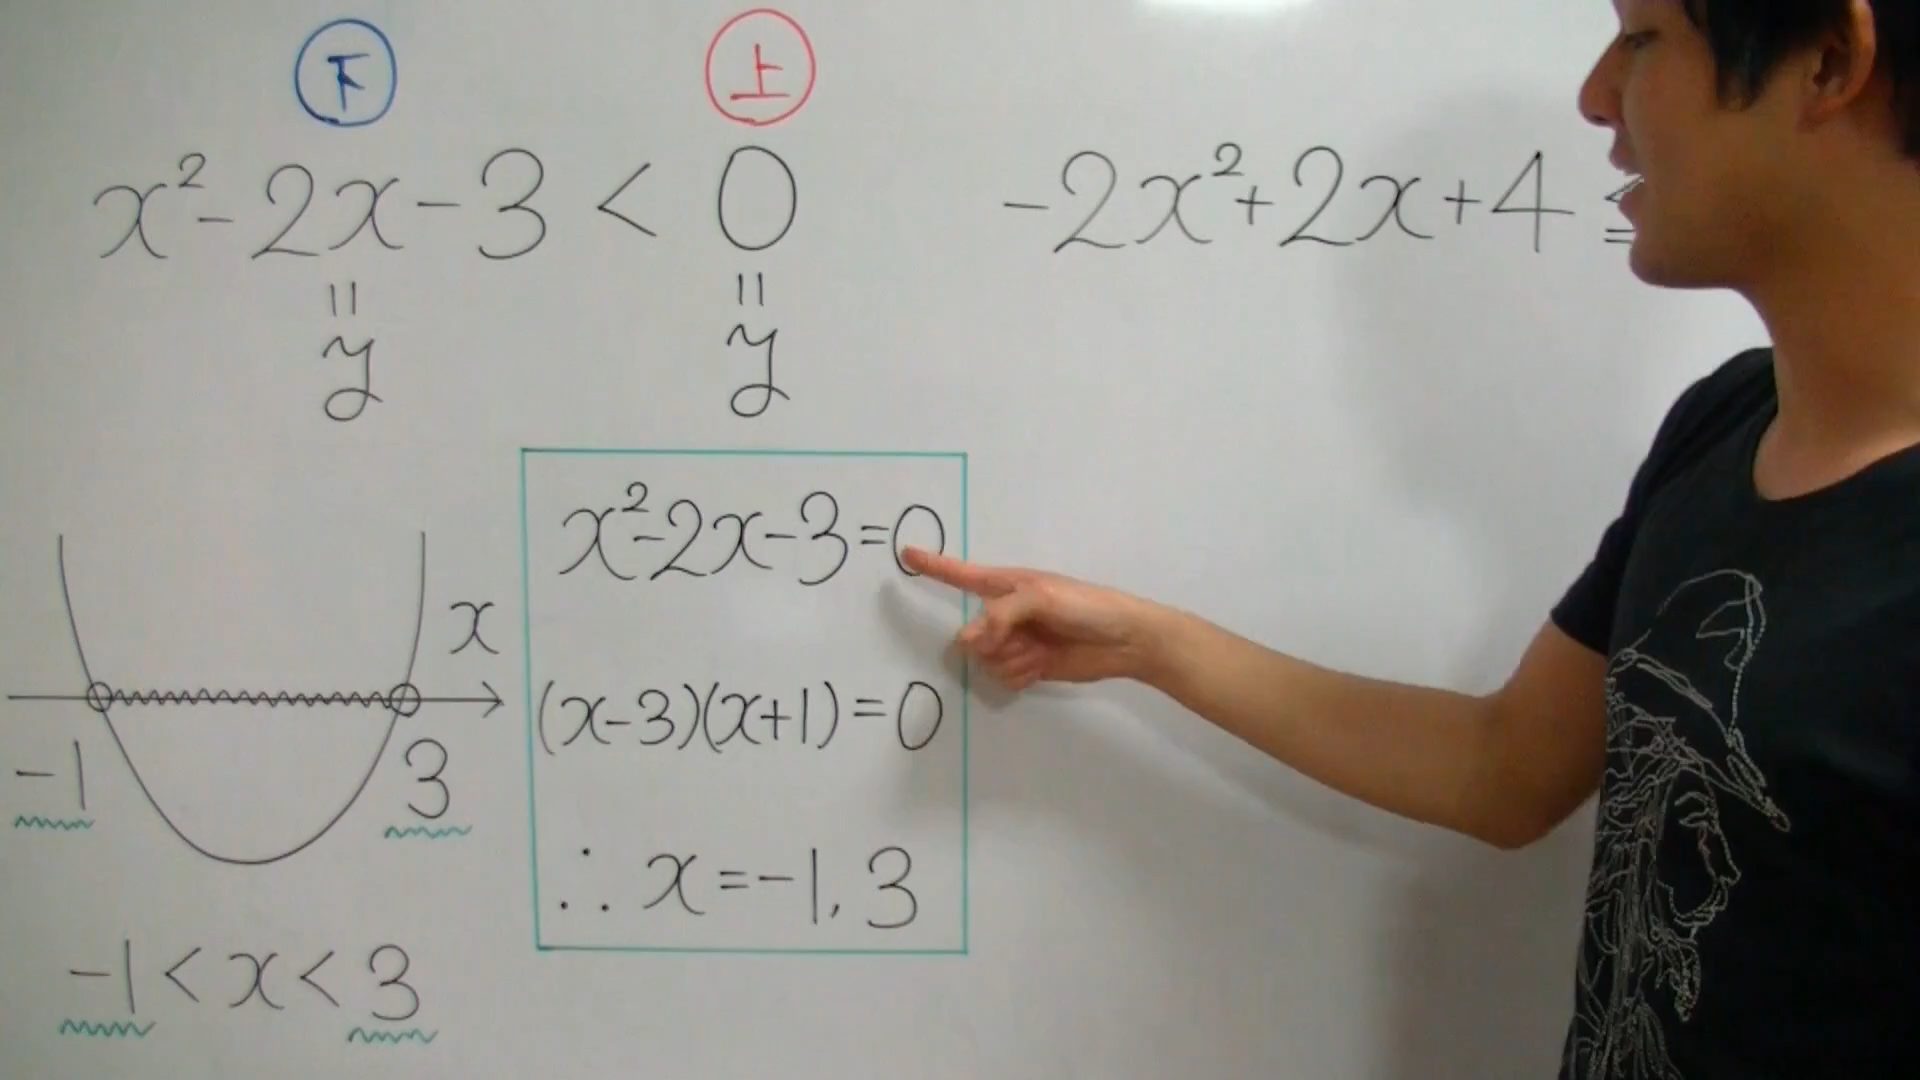 下 上
x²-2x-3<0
-2x²+2x+4≦
= =
y y
x²-2x-3=0
x
(x-3)(x+1)=0
-1 3
∴x=-1,3
-1<x<3